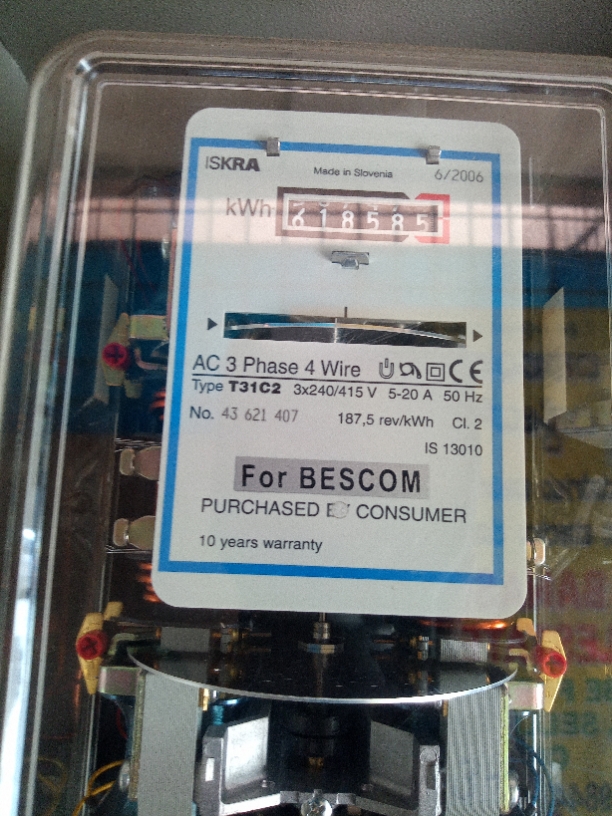 ISKRA
Made in Slovenia
6/2006
kWh
618585
AC 3 Phase 4 Wire CE
Type T31C2 3x240/415 V 5-20 A 50 Hz
No. 43 621 407 187,5 rev/kWh Cl. 2
IS 13010
For BESCOM
PURCHASED BY CONSUMER
10 years warranty